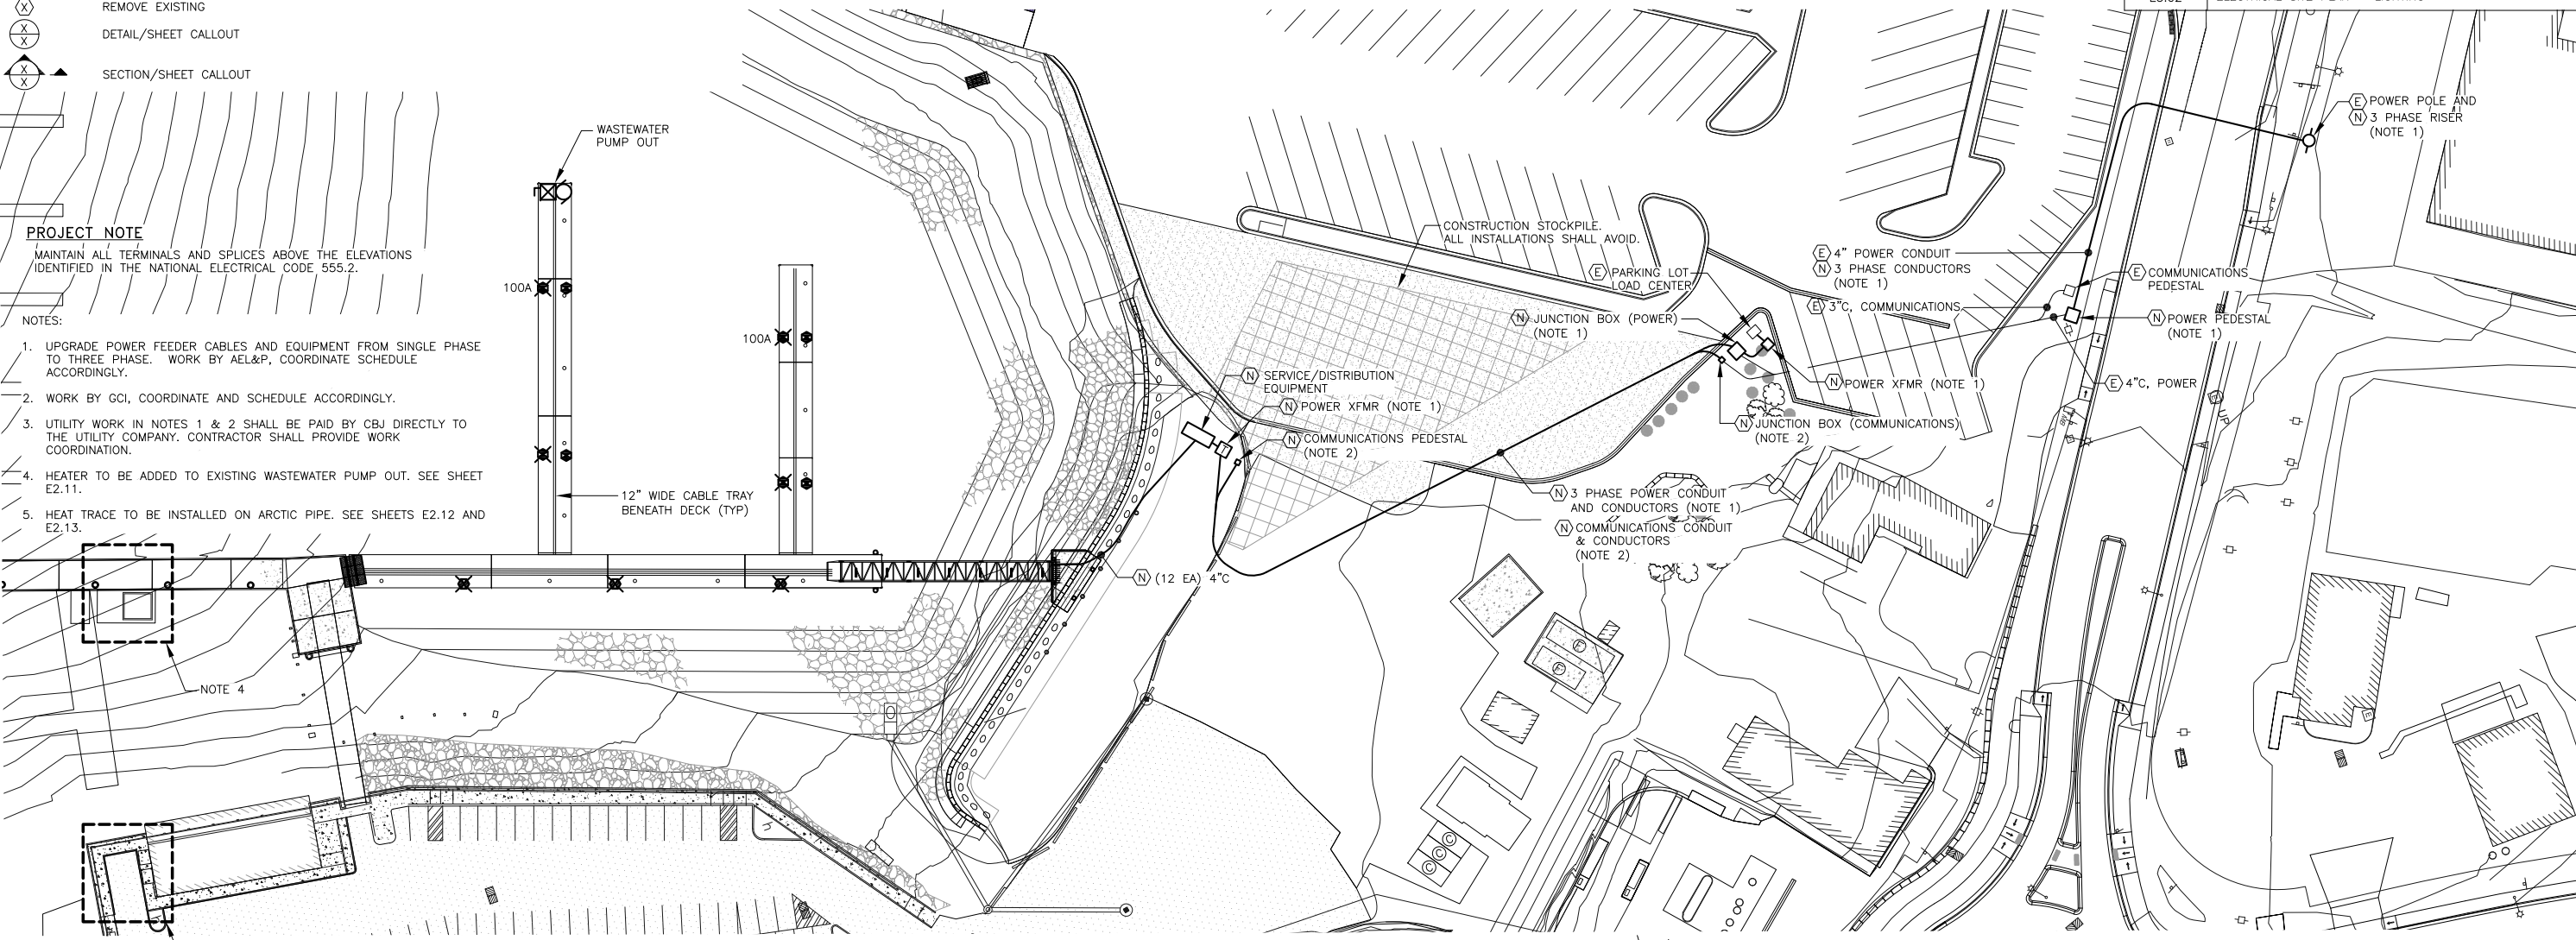 REMOVE EXISTING
X
X
X
DETAIL/SHEET CALLOUT
X
X
SECTION/SHEET CALLOUT
PROJECT NOTE
MAINTAIN ALL TERMINALS AND SPLICES ABOVE THE ELEVATIONS
IDENTIFIED IN THE NATIONAL ELECTRICAL CODE 555.2.
NOTES:
1. UPGRADE POWER FEEDER CABLES AND EQUIPMENT FROM SINGLE PHASE
TO THREE PHASE. WORK BY AEL&P, COORDINATE SCHEDULE
ACCORDINGLY.
2. WORK BY GCI, COORDINATE AND SCHEDULE ACCORDINGLY.
3. UTILITY WORK IN NOTES 1 & 2 SHALL BE PAID BY CBJ DIRECTLY TO
THE UTILITY COMPANY. CONTRACTOR SHALL PROVIDE WORK
COORDINATION.
4. HEATER TO BE ADDED TO EXISTING WASTEWATER PUMP OUT. SEE SHEET
E2.11.
5. HEAT TRACE TO BE INSTALLED ON ARCTIC PIPE. SEE SHEETS E2.12 AND
E2.13.
NOTE 4
WASTEWATER
PUMP OUT
100A
100A
12" WIDE CABLE TRAY
BENEATH DECK (TYP)
N (12 EA) 4"C
N SERVICE/DISTRIBUTION
EQUIPMENT
N POWER XFMR (NOTE 1)
N COMMUNICATIONS PEDESTAL
(NOTE 2)
CONSTRUCTION STOCKPILE.
ALL INSTALLATIONS SHALL AVOID.
E PARKING LOT
LOAD CENTER
N JUNCTION BOX (POWER)
(NOTE 1)
N 3 PHASE POWER CONDUIT
AND CONDUCTORS (NOTE 1)
N COMMUNICATIONS CONDUIT
& CONDUCTORS
(NOTE 2)
N POWER XFMR (NOTE 1)
N JUNCTION BOX (COMMUNICATIONS)
(NOTE 2)
E 4" POWER CONDUIT
N 3 PHASE CONDUCTORS
(NOTE 1)
E 3"C, COMMUNICATIONS
E COMMUNICATIONS
PEDESTAL
N POWER PEDESTAL
(NOTE 1)
E 4"C, POWER
E POWER POLE AND
N 3 PHASE RISER
(NOTE 1)
UP
F
F
C
C
C
E